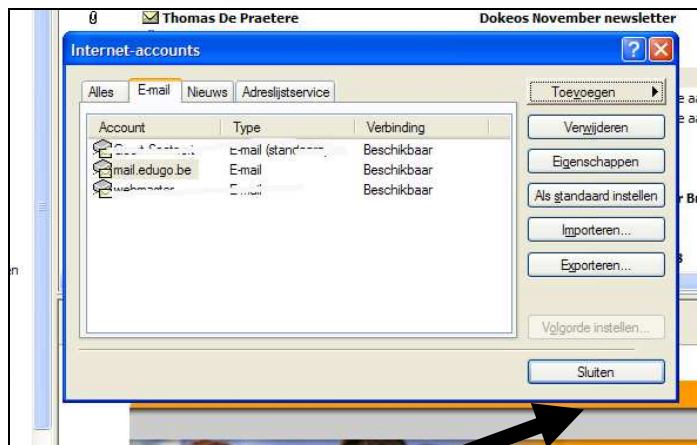 Thomas De Praetere Dokeos November newsletter
Internet-accounts
Alles E-mail Nieuws Adreslijstservice
Toevoegen
Account Type Verbinding
Verwijderen
E-mail Beschikbaar
mail.edugo.be E-mail Beschikbaar
Eigenschappen
Beschikbaar
Als standaard instellen
Importeren...
Exporteren...
Volgorde instellen...
Sluiten